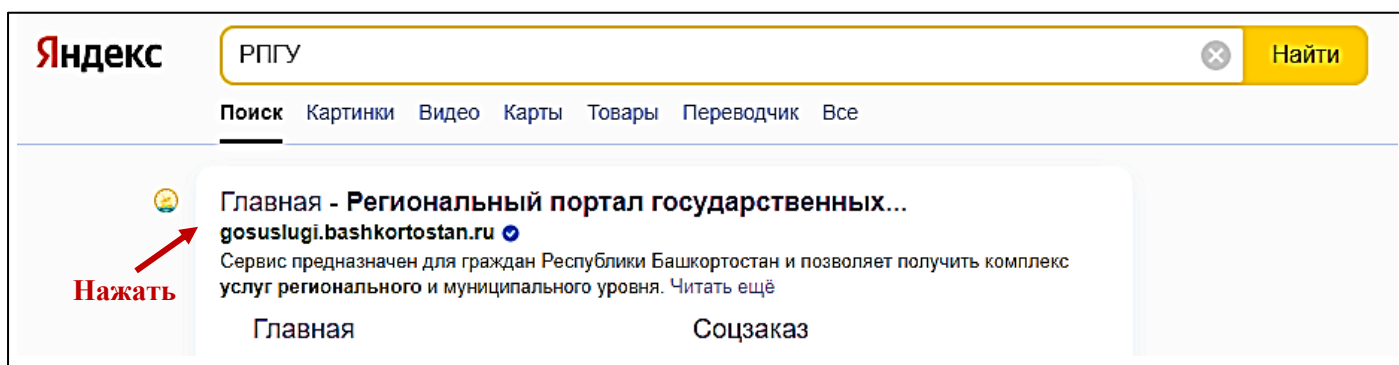 Яндекс
РПГУ
Найти
Поиск Картинки Видео Карты Товары Переводчик Все
Главная - Региональный портал государственных...
gosuslugi.bashkortostan.ru
Сервис предназначен для граждан Республики Башкортостан и позволяет получить комплекс
услуг регионального и муниципального уровня. Читать ещё
Нажать
Главная
Соцзаказ